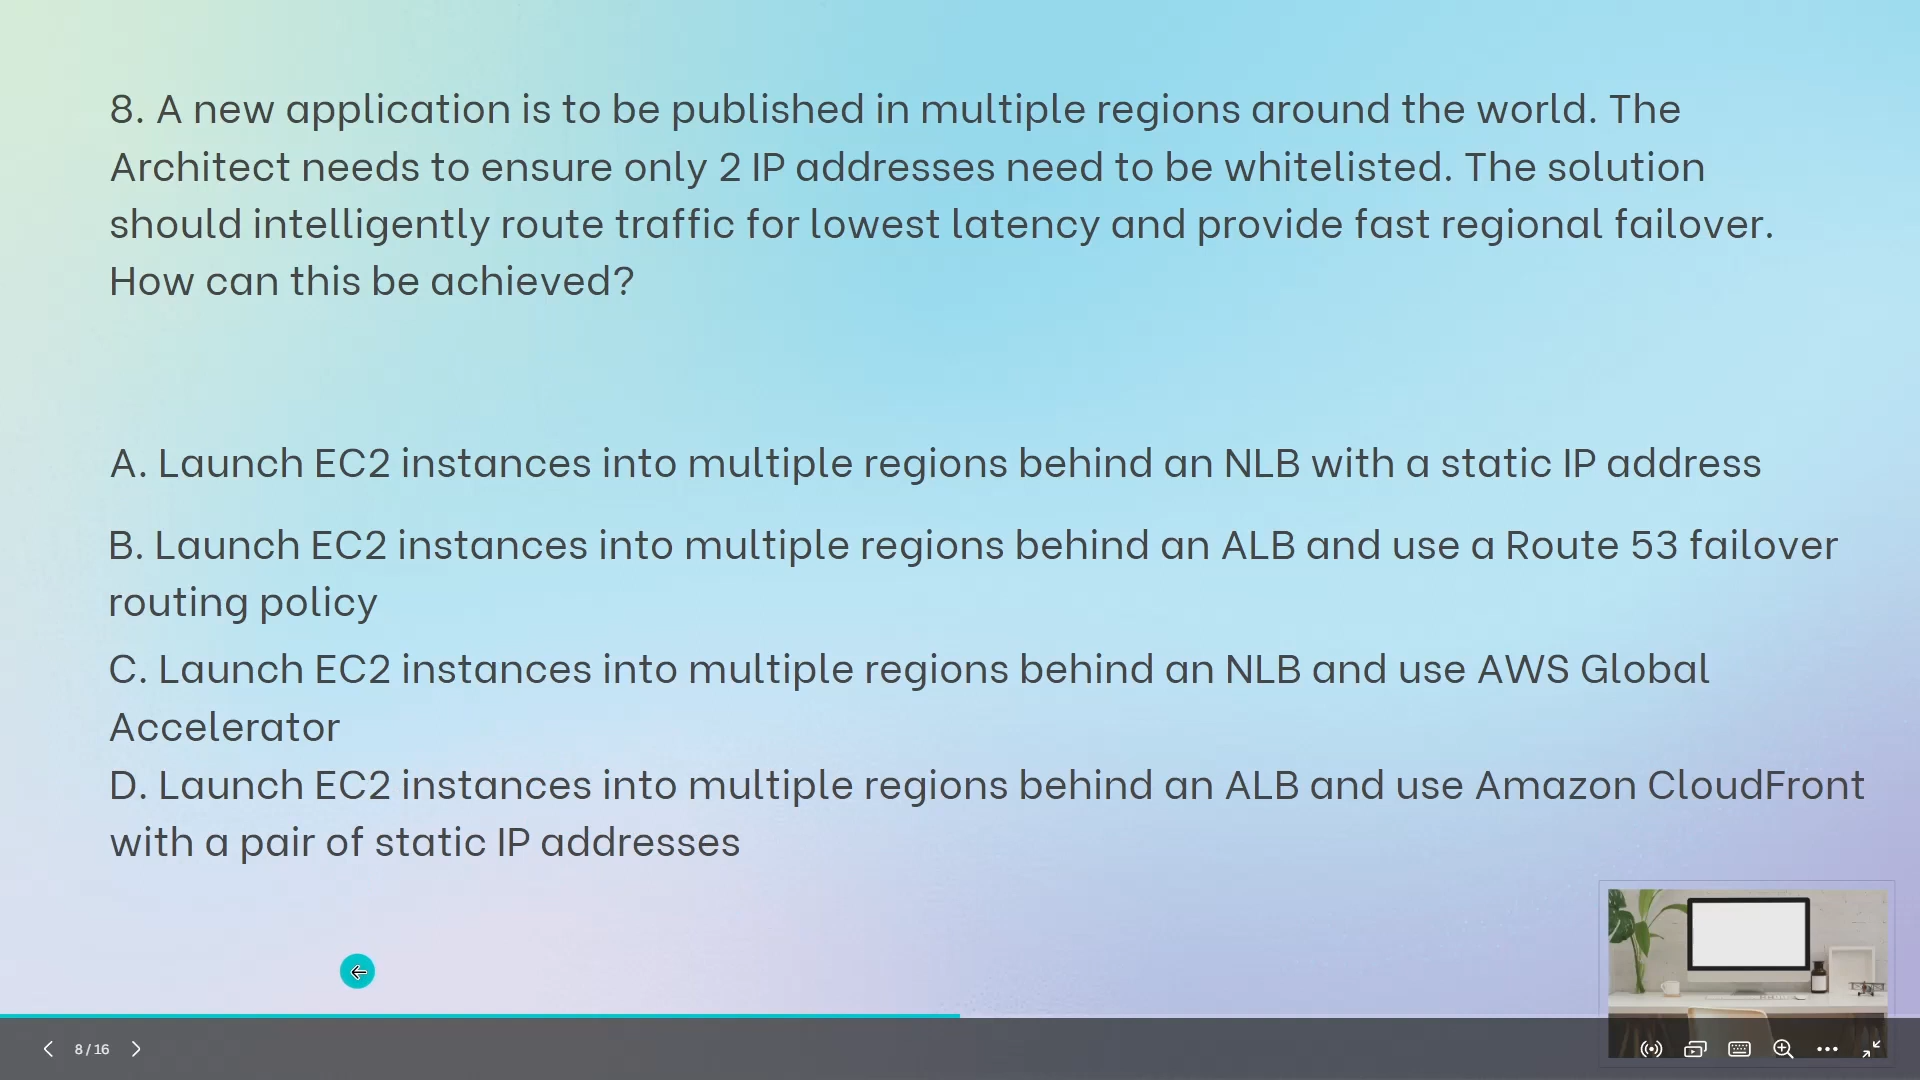 8. A new application is to be published in multiple regions around the world. The
Architect needs to ensure only 2 IP addresses need to be whitelisted. The solution
should intelligently route traffic for lowest latency and provide fast regional failover.
How can this be achieved?
A. Launch EC2 instances into multiple regions behind an NLB with a static IP address
B. Launch EC2 instances into multiple regions behind an ALB and use a Route 53 failover
routing policy
C. Launch EC2 instances into multiple regions behind an NLB and use AWS Global
Accelerator
D. Launch EC2 instances into multiple regions behind an ALB and use Amazon CloudFront
with a pair of static IP addresses
8 / 16